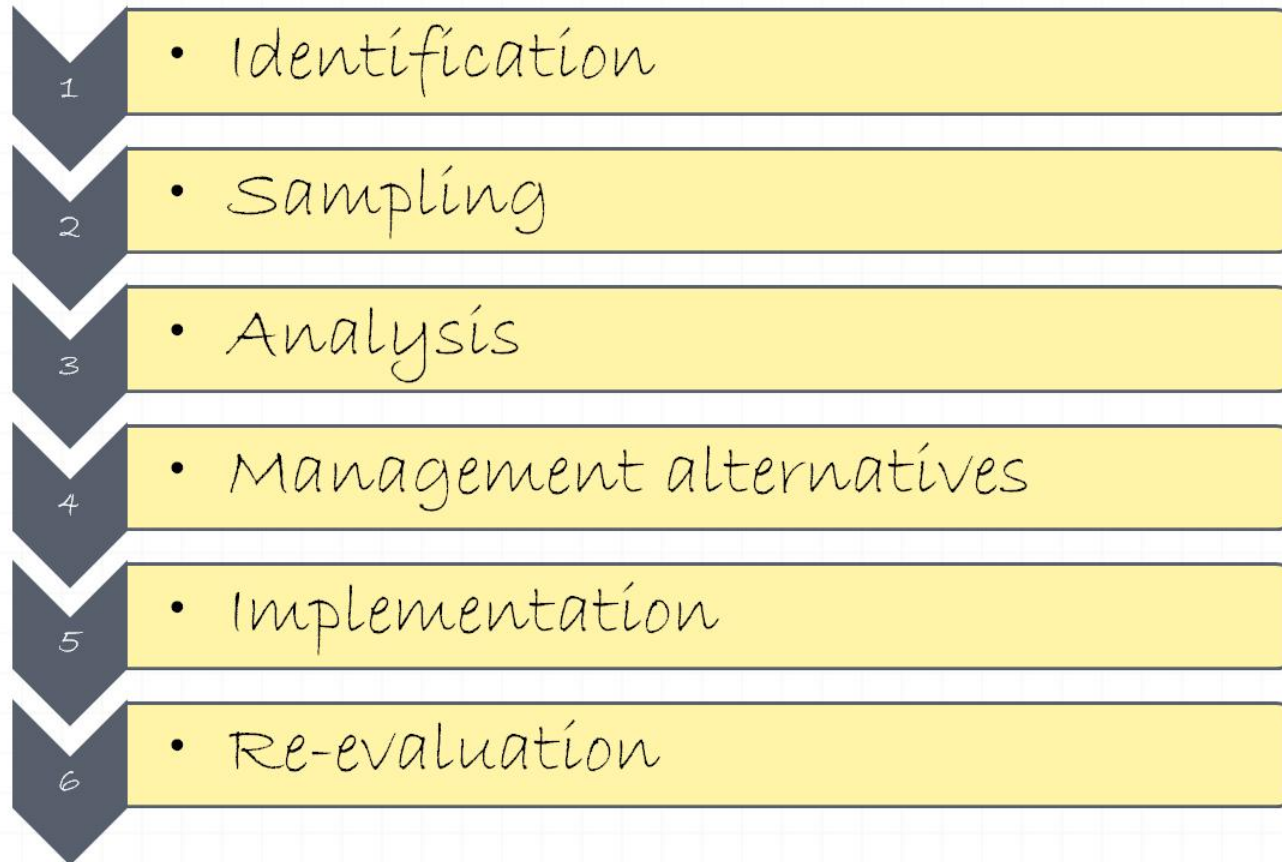 1
• Identification
2
• Sampling
3
• Analysis
4
• Management alternatives
5
• Implementation
6
• Re-evaluation